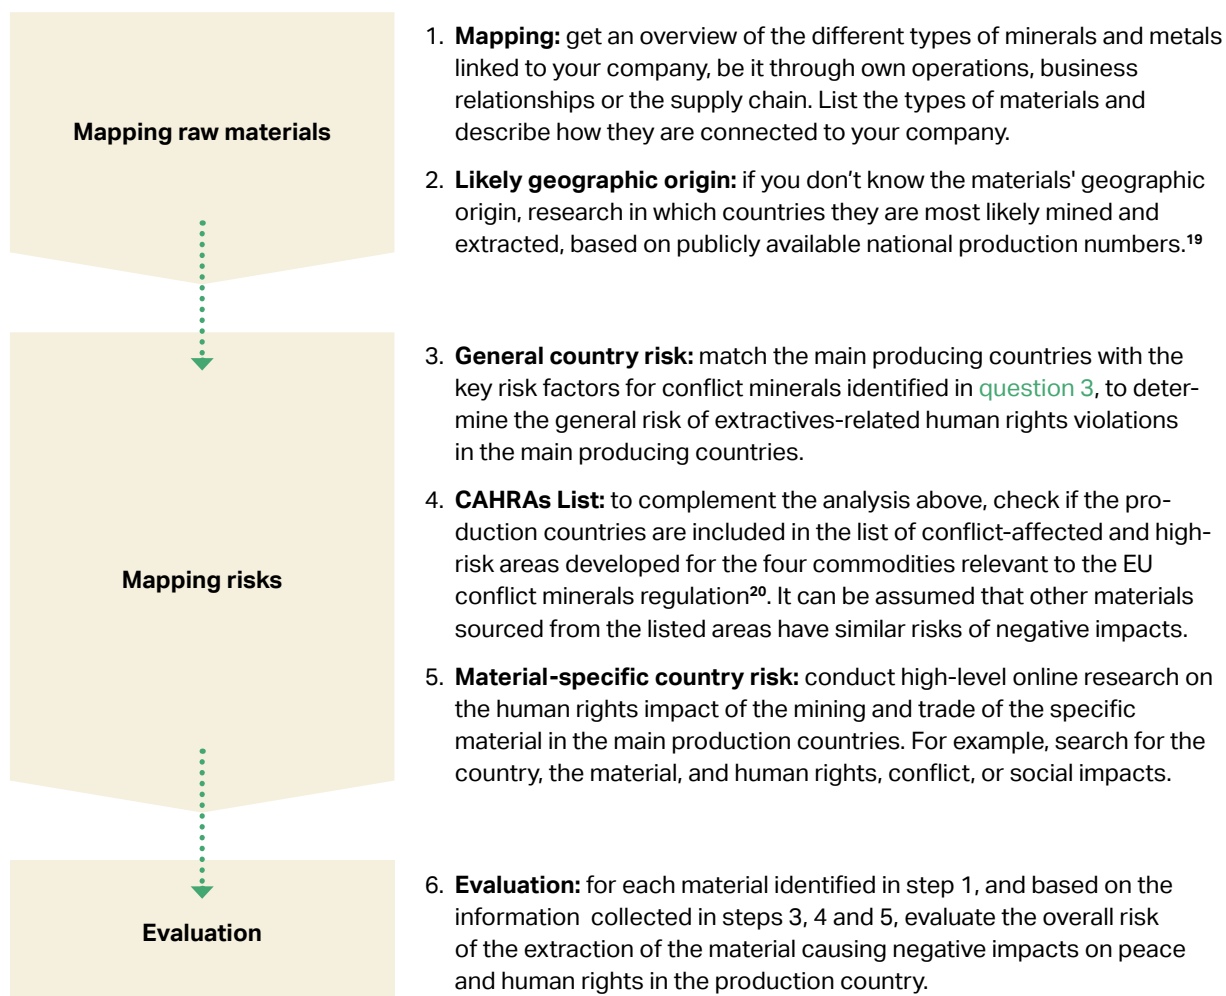 Mapping raw materials
1. Mapping: get an overview of the different types of minerals and metals
linked to your company, be it through own operations, business
relationships or the supply chain. List the types of materials and
describe how they are connected to your company.
2. Likely geographic origin: if you don’t know the materials' geographic
origin, research in which countries they are most likely mined and
extracted, based on publicly available national production numbers.19
Mapping risks
3. General country risk: match the main producing countries with the
key risk factors for conflict minerals identified in question 3, to deter-
mine the general risk of extractives-related human rights violations
in the main producing countries.
4. CAHRAs List: to complement the analysis above, check if the pro-
duction countries are included in the list of conflict-affected and high-
risk areas developed for the four commodities relevant to the EU
conflict minerals regulation20. It can be assumed that other materials
sourced from the listed areas have similar risks of negative impacts.
5. Material-specific country risk: conduct high-level online research on
the human rights impact of the mining and trade of the specific
material in the main production countries. For example, search for the
country, the material, and human rights, conflict, or social impacts.
Evaluation
6. Evaluation: for each material identified in step 1, and based on the
information collected in steps 3, 4 and 5, evaluate the overall risk
of the extraction of the material causing negative impacts on peace
and human rights in the production country.